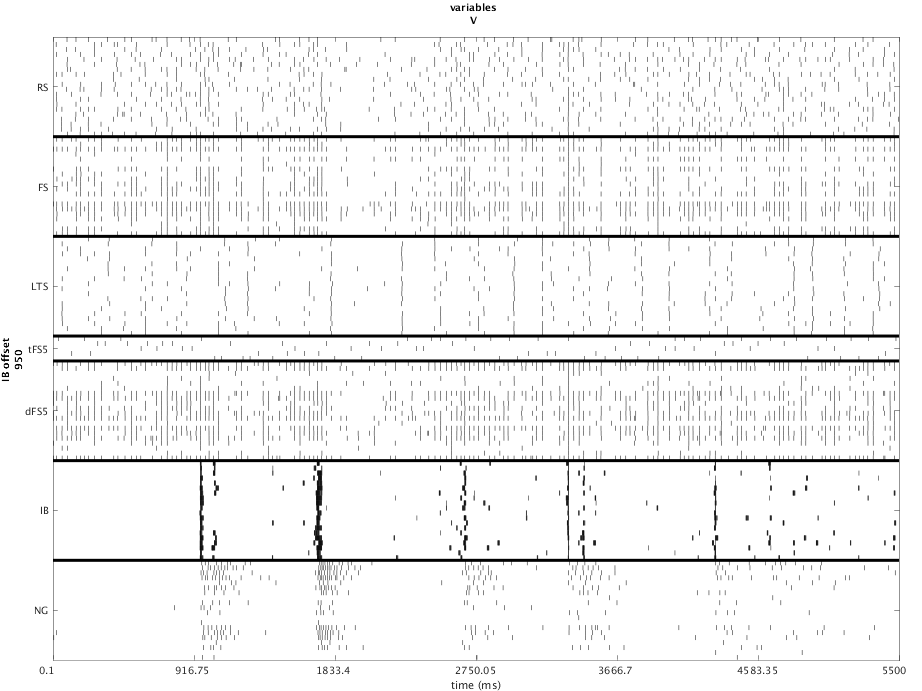 variables
V
RS
FS
LTS
tFS5
IB offset
950
dFS5
IB
NG
0.1
916.75
1833.4
2750.05
3666.7
4583.35
5500
time (ms)